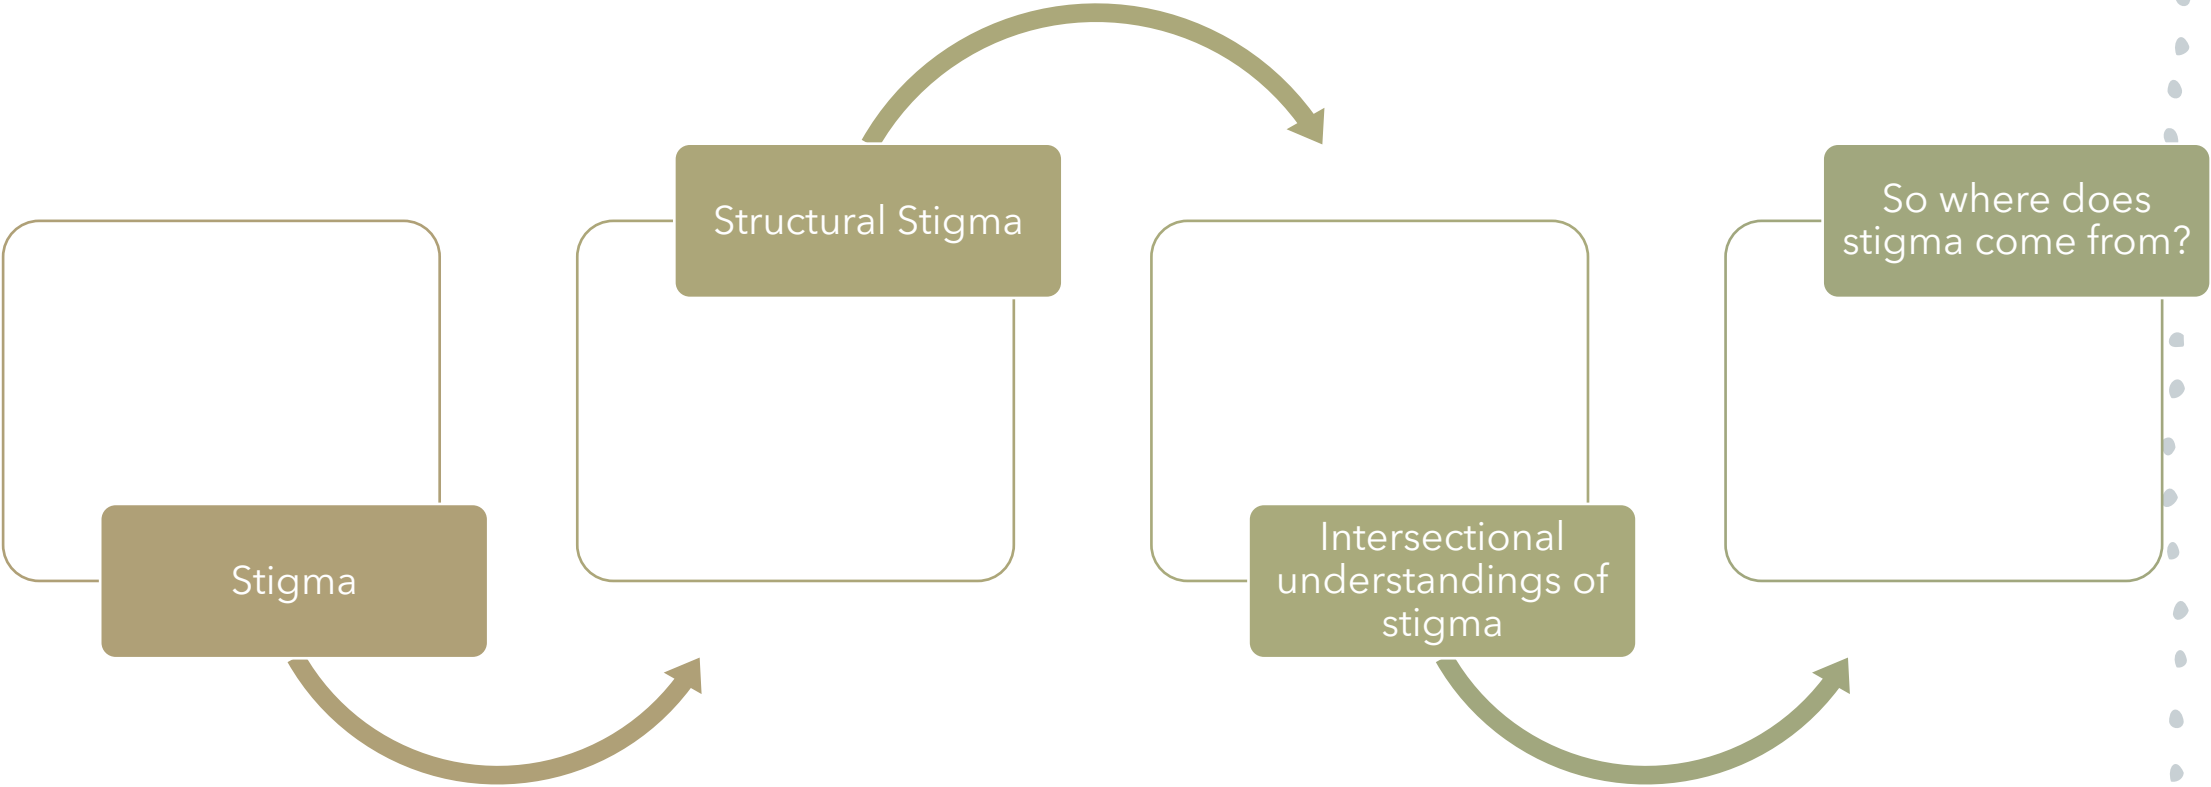 Stigma
Structural Stigma
Intersectional
understandings of
stigma
So where does
stigma come from?